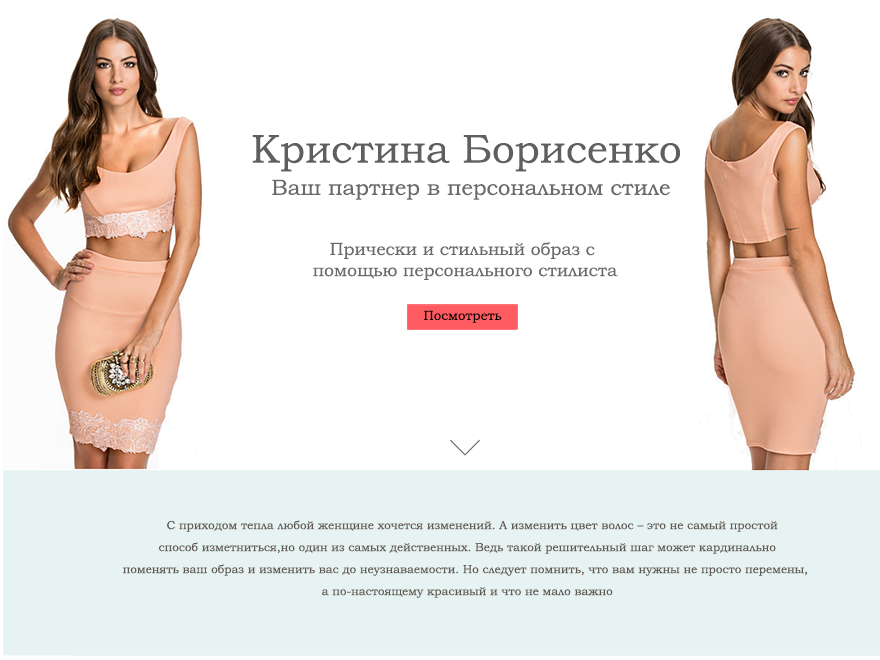 Кристина Борисенко
Ваш партнер в персональном стиле
Прически и стильный образ с
помощью персонального стилиста
Посмотреть
С приходом тепла любой женщине хочется изменений. А изменить цвет волос – это не самый простой
способ изметниться,но один из самых действенных. Ведь такой решительный шаг может кардинально
поменять ваш образ и изменить вас до неузнаваемости. Но следует помнить, что вам нужны не просто перемены,
а по-настоящему красивый и что не мало важно